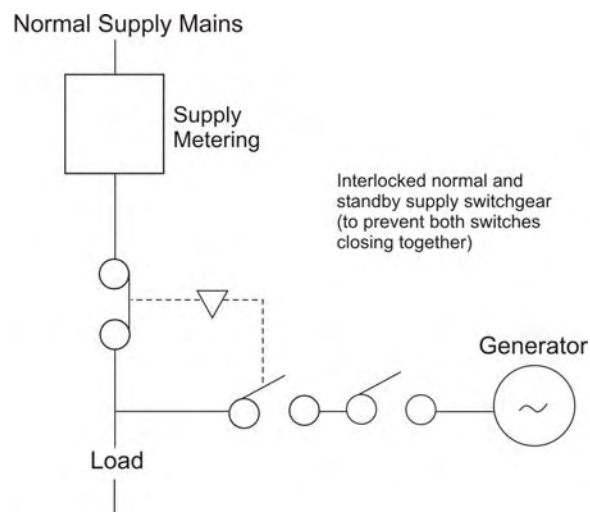 Normal Supply Mains
Supply
Metering
Interlocked normal and
standby supply switchgear
(to prevent both switches
closing together)
Generator
Load